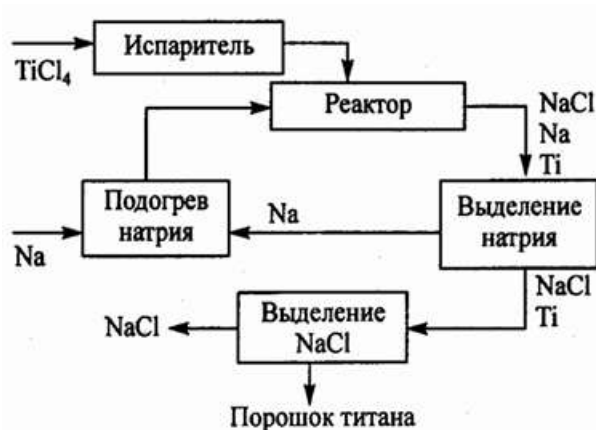 Испаритель
TiCl₄
Реактор
NaCl
Na
Ti
Подогрев
натрия
Na
Выделение
натрия
Na
NaCl
Ti
NaCl
Выделение
NaCl
Порошок титана